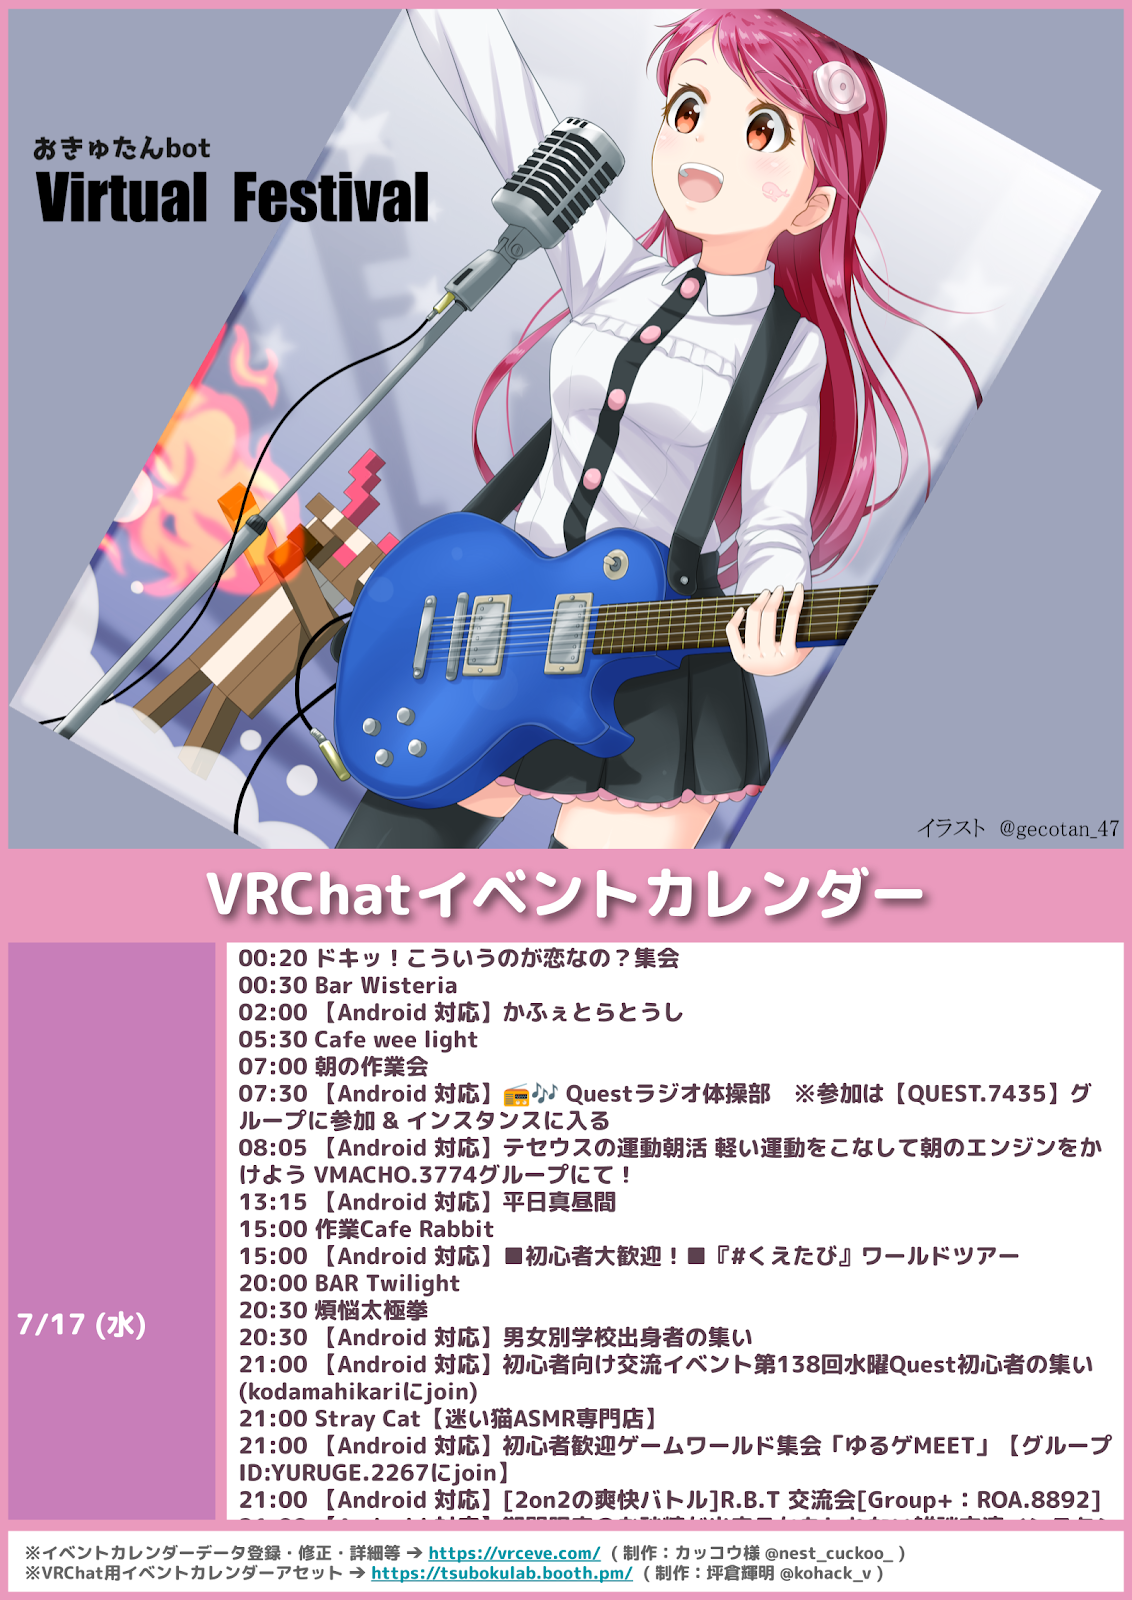 おきゅたんbot
Virtual Festival
イラスト @gecotan_47
VRChatイベントカレンダー
7/17 (水)
00:20 ドキッ！こういうのが恋なの？集会
00:30 Bar Wisteria
02:00 【Android 対応】かふぇとらとうし
05:30 Cafe wee light
07:00 朝の作業会
07:30 【Android 対応】📻🎶 Questラジオ体操部　※参加は【QUEST.7435】グ
ループに参加 & インスタンスに入る
08:05 【Android 対応】テセウスの運動朝活 軽い運動をこなして朝のエンジンをか
けよう VMACHO.3774グループにて！
13:15 【Android 対応】平日真昼間
15:00 作業Cafe Rabbit
15:00 【Android 対応】■初心者大歓迎！■『#くえたび』ワールドツアー
20:00 BAR Twilight
20:30 煩悩太極拳
20:30 【Android 対応】男女別学校出身者の集い
21:00 【Android 対応】初心者向け交流イベント第138回水曜Quest初心者の集い
(kodamahikariにjoin)
21:00 Stray Cat【迷い猫ASMR専門店】
21:00 【Android 対応】初心者歓迎ゲームワールド集会「ゆるゲMEET」【グループ
ID:YURUGE.2267にjoin】
21:00 【Android 対応】[2on2の爽快バトル]R.B.T 交流会[Group+：ROA.8892]
※イベントカレンダーデータ登録・修正・詳細等 ➔ https://vrceve.com/ ( 制作：カッコウ様 @nest_cuckoo_ )
※VRChat用イベントカレンダーアセット ➔ https://tsubokulab.booth.pm/ ( 制作：坪倉輝明 @kohack_v )